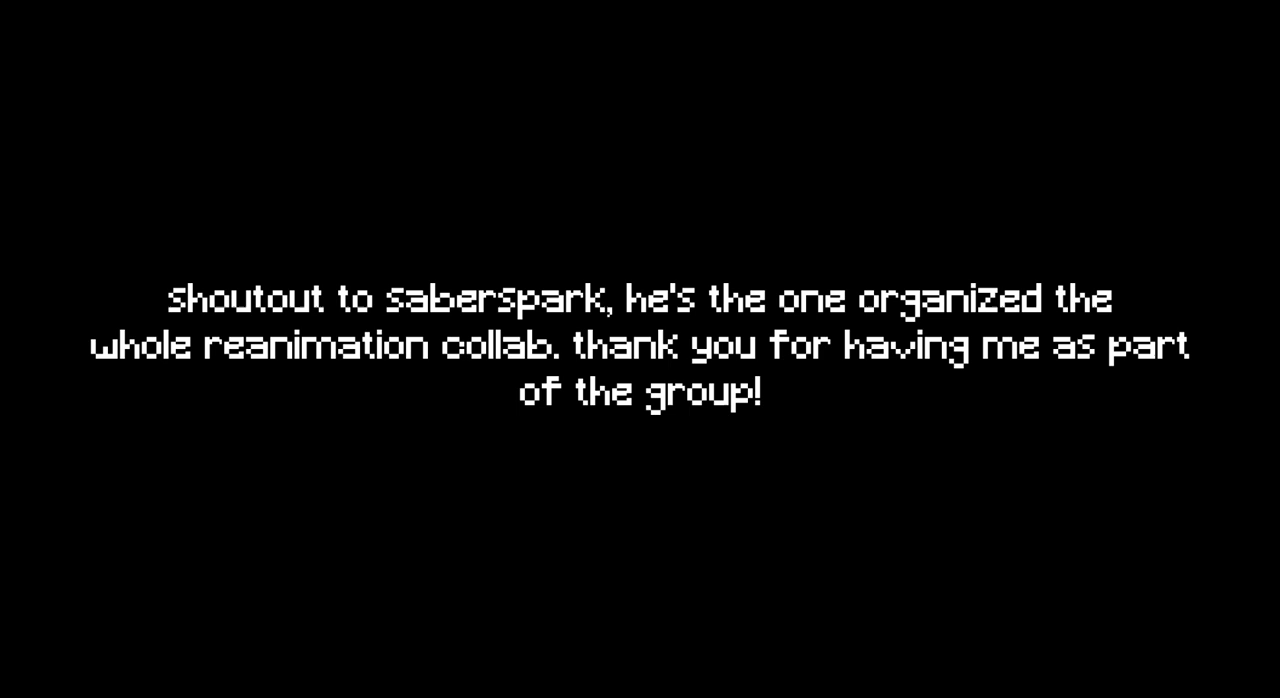 shoutout to saberspark, he's the one organized the
whole reanimation collab. thank you for having me as part
of the group!